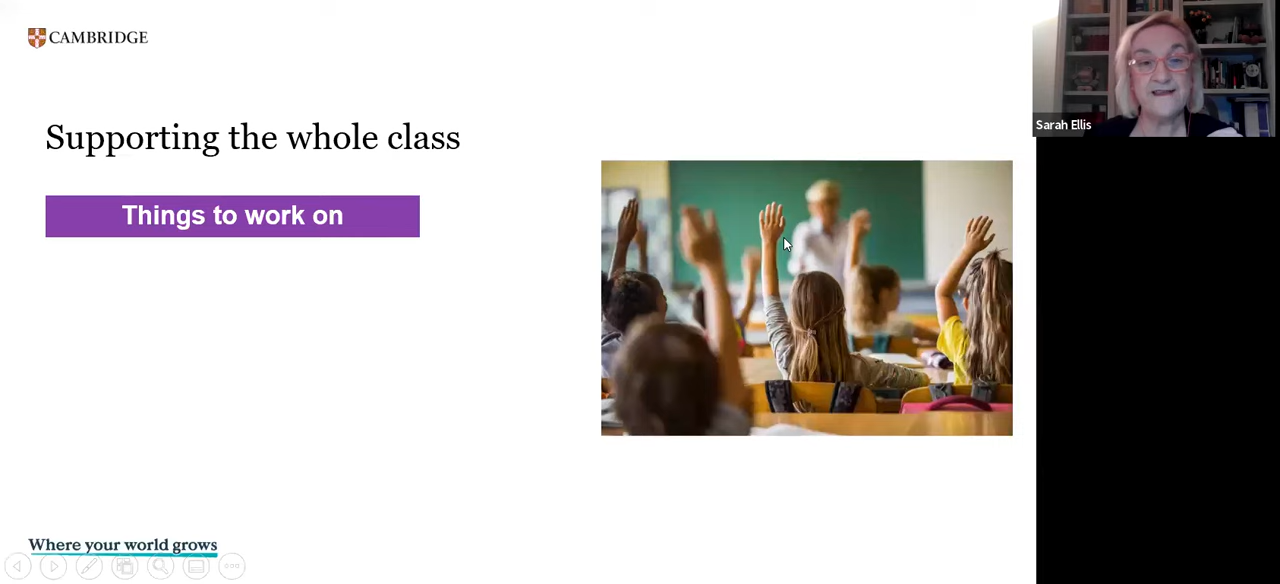 CAMBRIDGE
Supporting the whole class
Things to work on
Sarah Ellis
Where your world grows